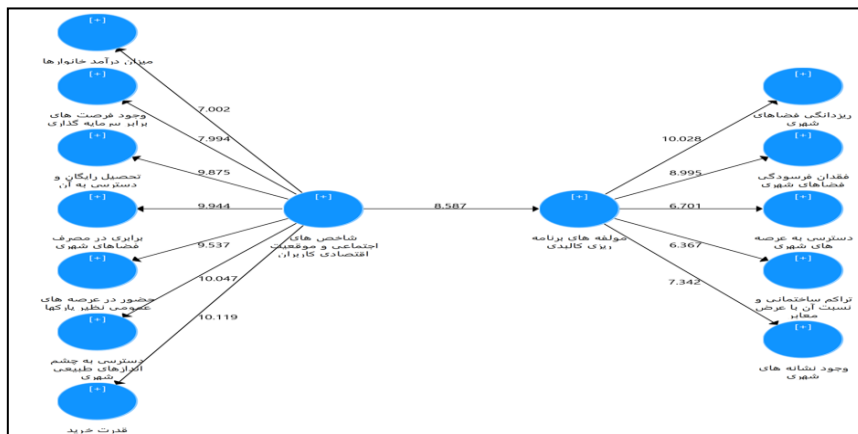 [+]
میزان درآمد خانوارها
[+]
وجود فرصت های
برابر سرمایه گذاری
[+]
تحصیل رایگان و
دسترسی به آن
[+]
برابری در مصرف
فضاهای شهری
[+]
حضور در عرصه های
عمومی نظیر پارکها
[+]
دسترسی به چشم
اندازهای طبیعی
شهری
[+]
قدرت خرید
7.002
7.994
9.875
9.944
9.537
10.047
10.119
[+]
شاخص های
اجتماعی و موقعیت
اقتصادی کاربران
8.587
[+]
مولفه های برنامه
ریزی کالبدی
10.028
8.995
6.701
6.367
7.342
[+]
ریزدانگی فضاهای
شهری
[+]
فقدان فرسودگی
فضاهای شهری
[+]
دسترسی به عرصه
های شهری
[+]
تراکم ساختمانی و
نسبت آن با عرض
معابر
[+]
وجود نشانه های
شهری